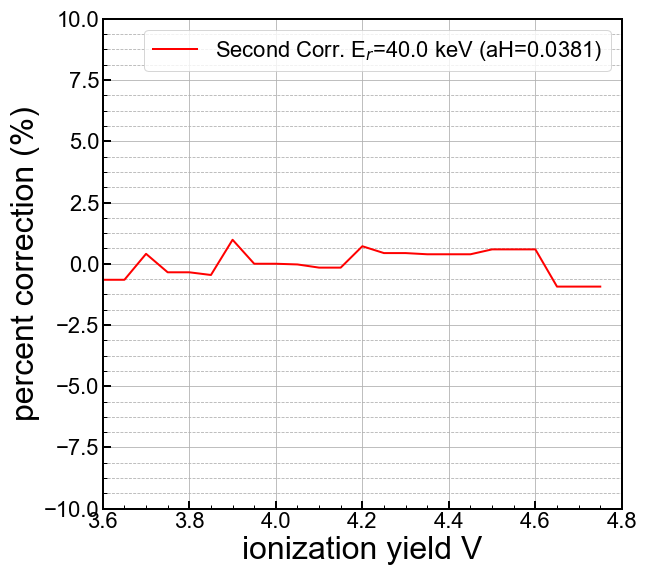 Second Corr. E_r=40.0 keV (aH=0.0381)
percent correction (%)
10.0
7.5
5.0
2.5
0.0
−2.5
−5.0
−7.5
−10.0
3.6 3.8 4.0 4.2 4.4 4.6 4.8
ionization yield V